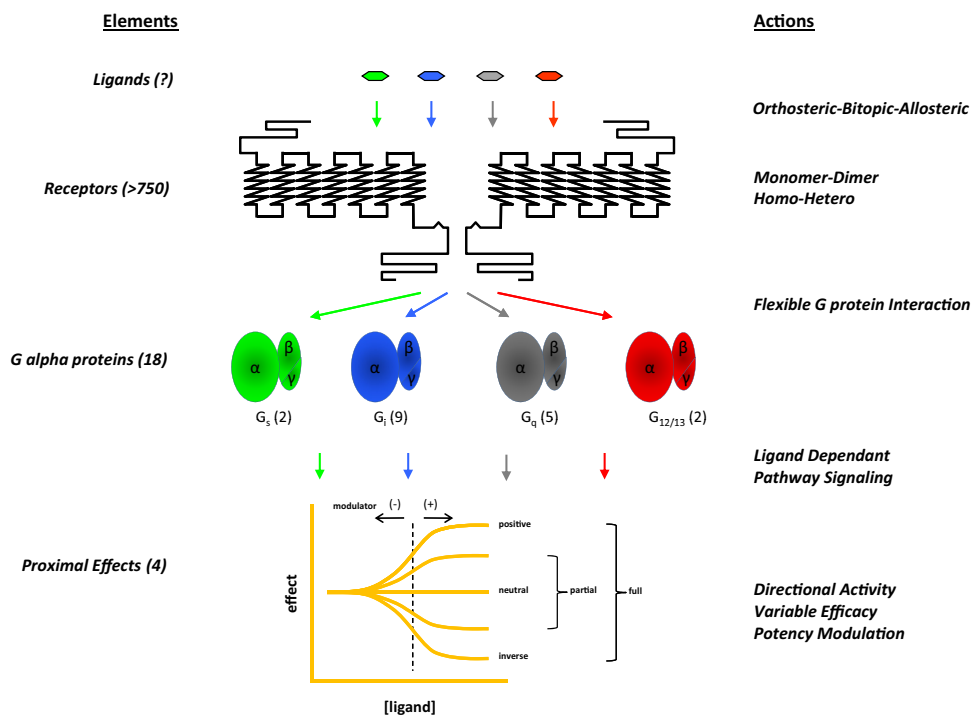 Elements
Actions
Ligands (?)
Orthosteric-Bitopic-Allosteric
Receptors (>750)
Monomer-Dimer
Homo-Hetero
Flexible G protein Interaction
G alpha proteins (18)
α β γ
α β γ
α β γ
α β γ
Gs (2)
Gi (9)
Gq (5)
G12/13 (2)
Ligand Dependant
Pathway Signaling
Proximal Effects (4)
modulator
(-)
(+)
positive
neutral
inverse
partial
full
effect
[ligand]
Directional Activity
Variable Efficacy
Potency Modulation